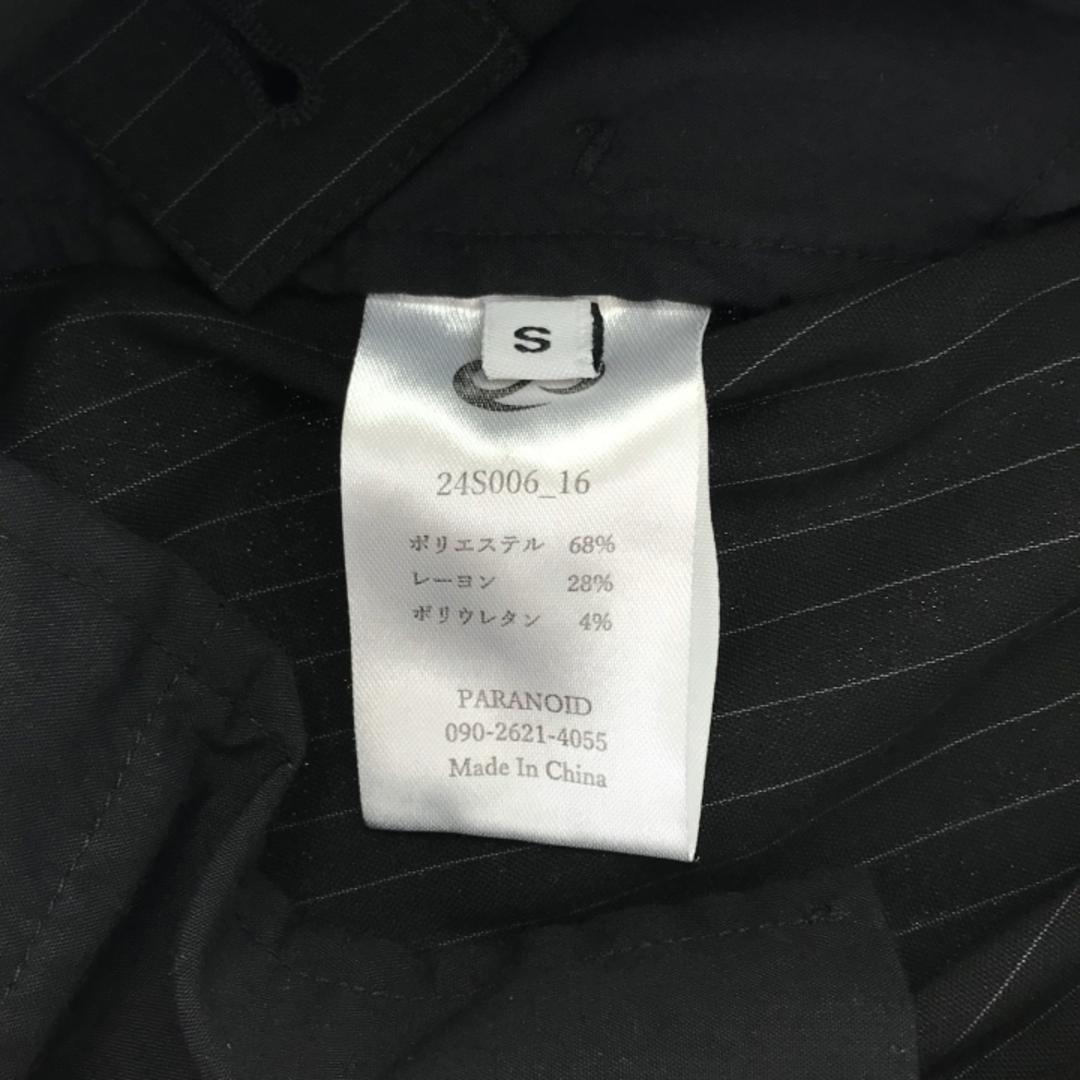 S
24S006_16
ポリエステル 68%
レーヨン 28%
ポリウレタン 4%
PARANOID
090-2621-4055
Made In China